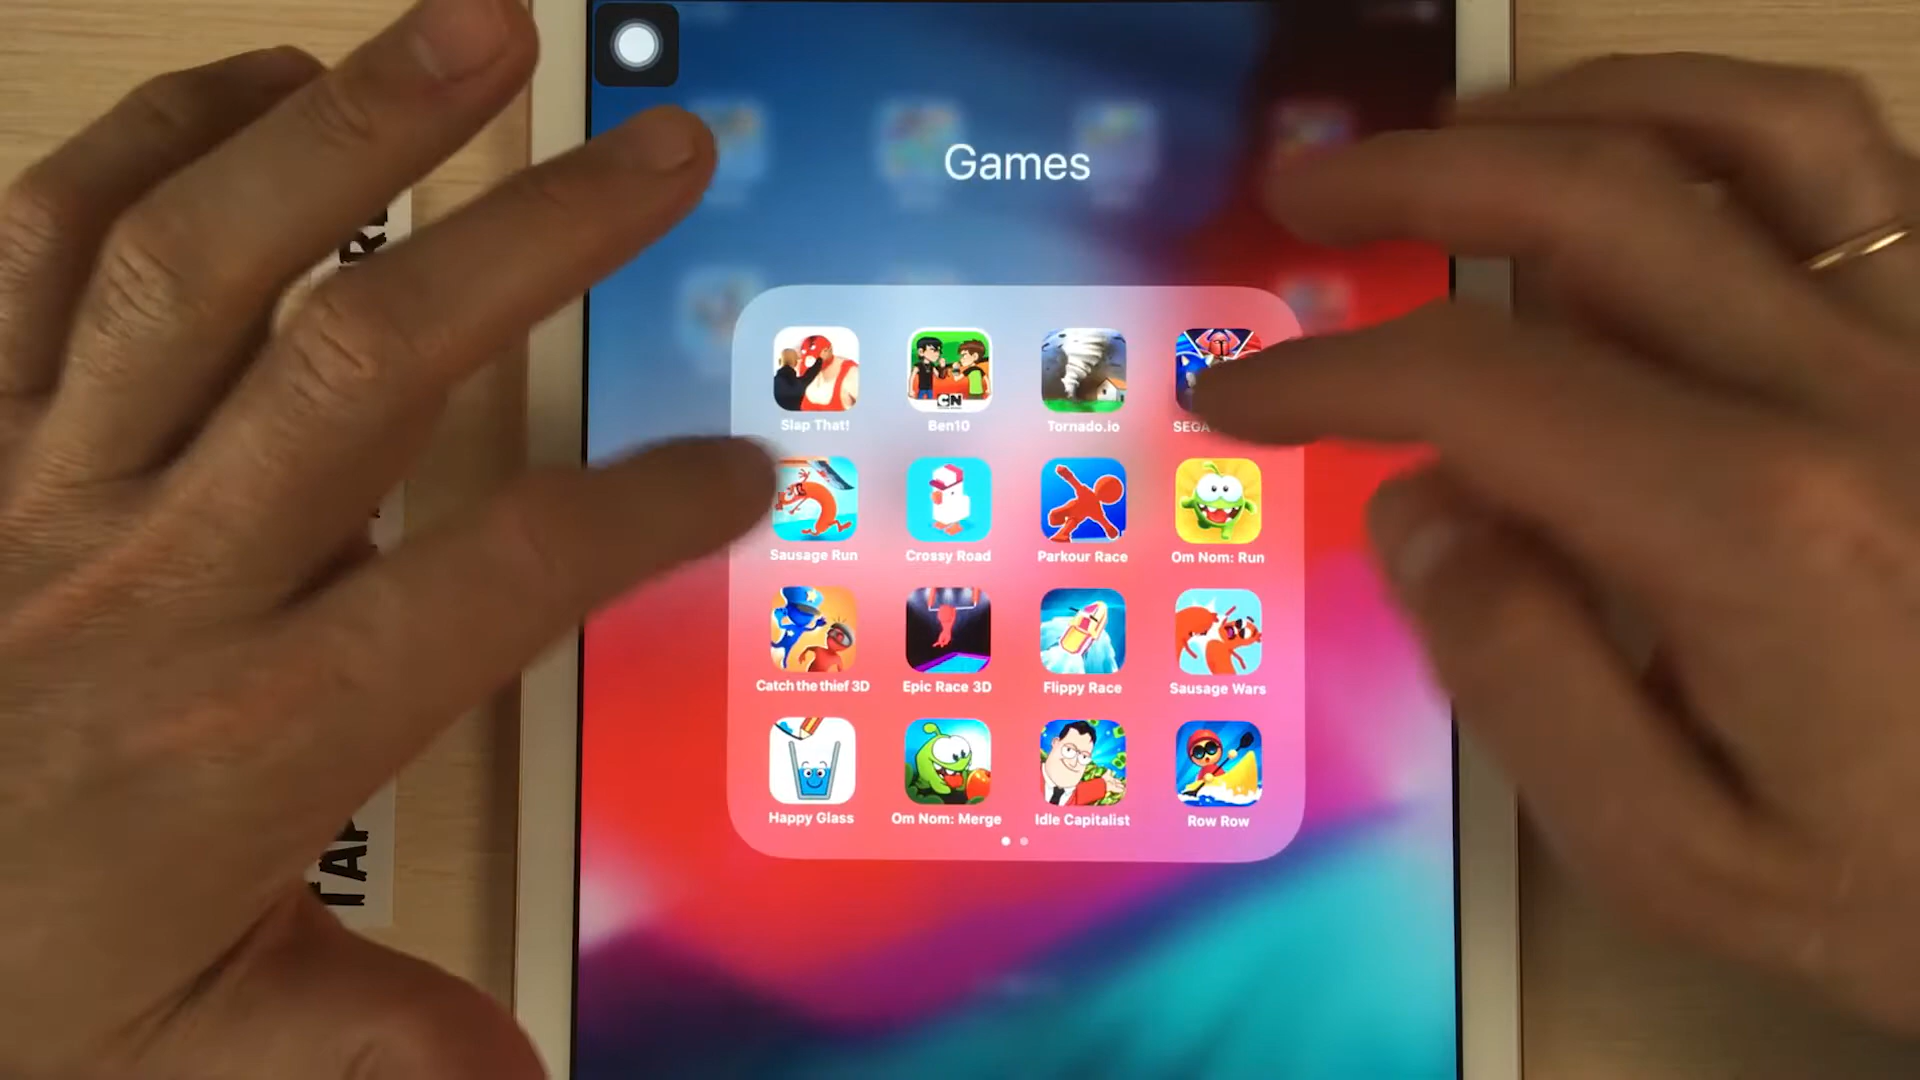 Games
Slap That!
Ben10
Tornado.io
SEGA
CN
Sausage Run
Crossy Road
Parkour Race
Om Nom: Run
Catch the thief 3D
Epic Race 3D
Flippy Race
Sausage Wars
Happy Glass
Om Nom: Merge
Idle Capitalist
Row Row